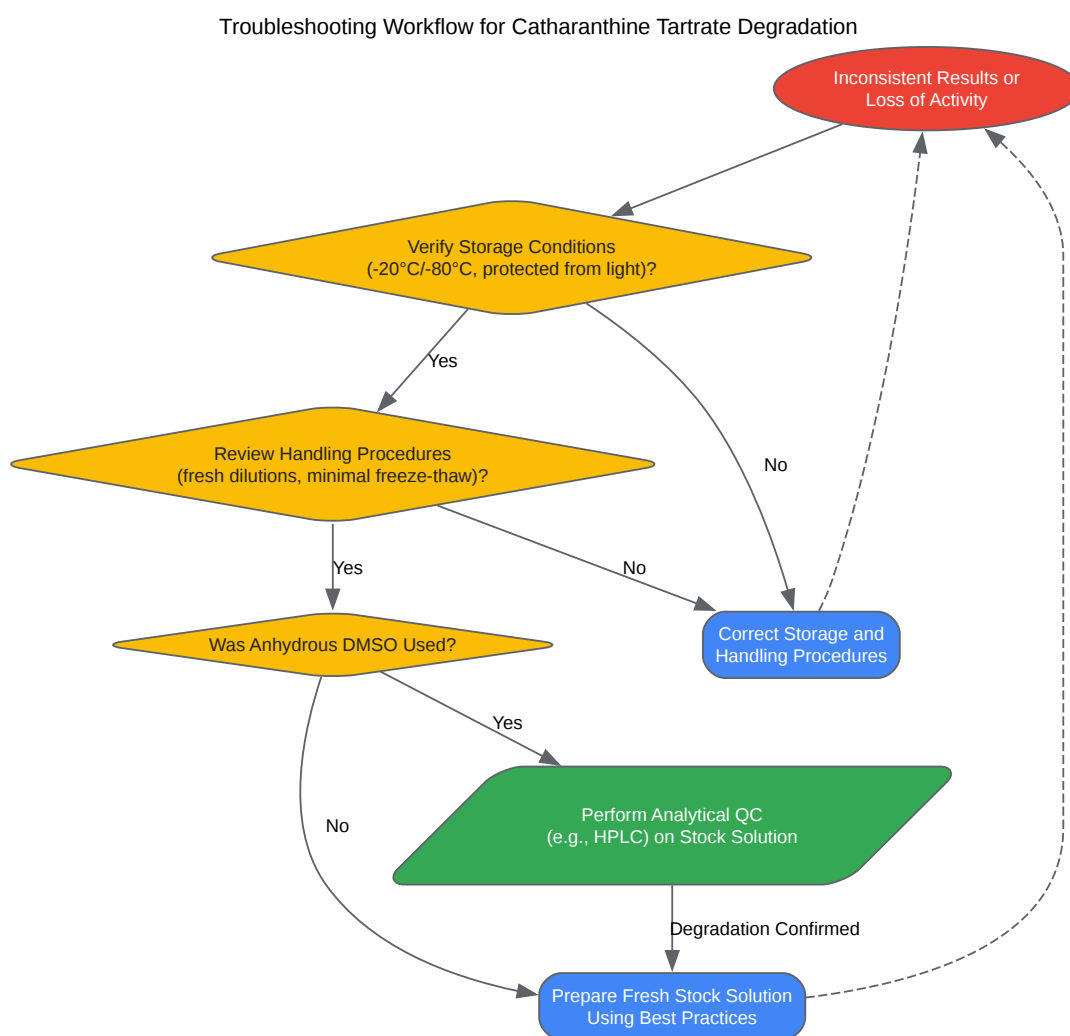 Troubleshooting Workflow for Catharanthine Tartrate Degradation
Inconsistent Results or
Loss of Activity
Verify Storage Conditions
(-20°C/-80°C, protected from light)?
Yes
Review Handling Procedures
(fresh dilutions, minimal freeze-thaw)?
No
Yes
No
Correct Storage and
Handling Procedures
Was Anhydrous DMSO Used?
Yes
Perform Analytical QC
(e.g., HPLC) on Stock Solution
No
Degradation Confirmed
Prepare Fresh Stock Solution
Using Best Practices